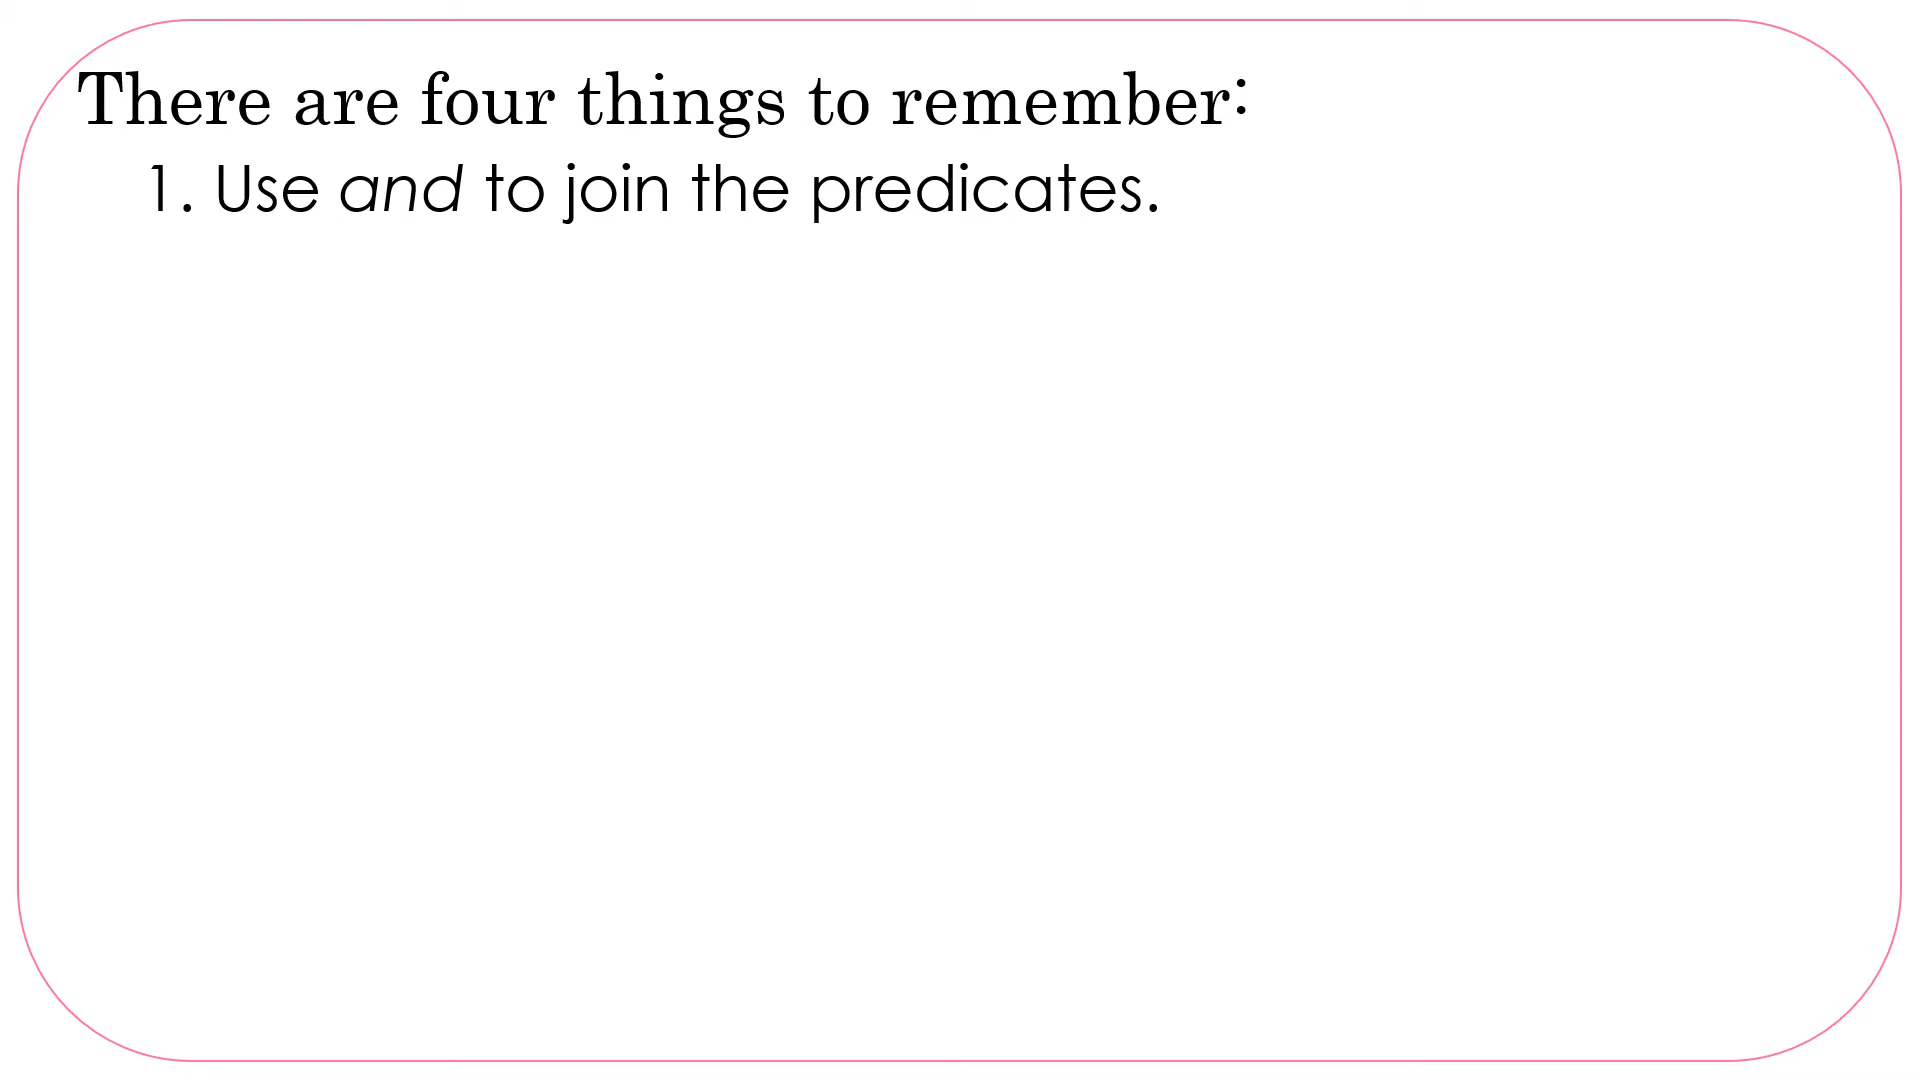 There are four things to remember:
1. Use and to join the predicates.